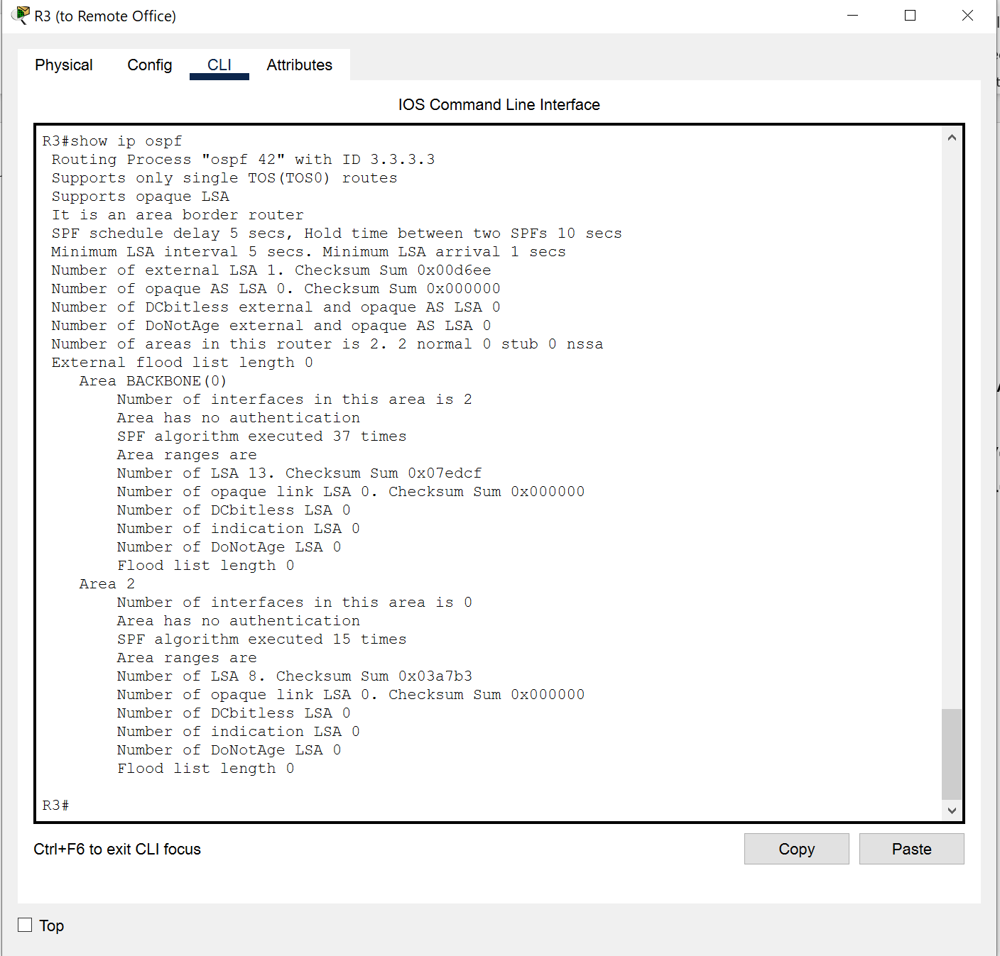 R3 (to Remote Office)
Physical Config CLI Attributes
IOS Command Line Interface
R3#show ip ospf
Routing Process "ospf 42" with ID 3.3.3.3
Supports only single TOS(TOS0) routes
Supports opaque LSA
It is an area border router
SPF schedule delay 5 secs, Hold time between two SPFs 10 secs
Minimum LSA interval 5 secs. Minimum LSA arrival 1 secs
Number of external LSA 1. Checksum Sum 0x00d6ee
Number of opaque AS LSA 0. Checksum Sum 0x000000
Number of DCbitless external and opaque AS LSA 0
Number of DoNotAge external and opaque AS LSA 0
Number of areas in this router is 2. 2 normal 0 stub 0 nssa
External flood list length 0
Area BACKBONE(0)
Number of interfaces in this area is 2
Area has no authentication
SPF algorithm executed 37 times
Area ranges are
Number of LSA 13. Checksum Sum 0x07edcf
Number of opaque link LSA 0. Checksum Sum 0x000000
Number of DCbitless LSA 0
Number of indication LSA 0
Number of DoNotAge LSA 0
Flood list length 0
Area 2
Number of interfaces in this area is 0
Area has no authentication
SPF algorithm executed 15 times
Area ranges are
Number of LSA 8. Checksum Sum 0x03a7b3
Number of opaque link LSA 0. Checksum Sum 0x000000
Number of DCbitless LSA 0
Number of indication LSA 0
Number of DoNotAge LSA 0
Flood list length 0
R3#
Ctrl+F6 to exit CLI focus
Copy Paste
Top